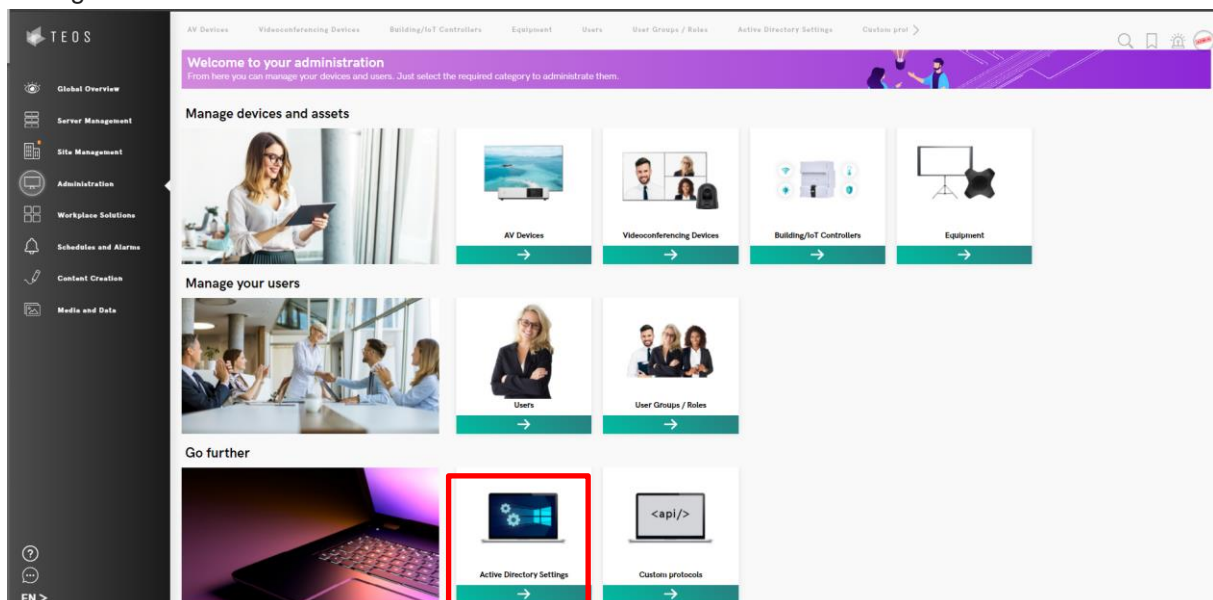 TEOS
AV Devices Videoconferencing Devices Building/IoT Controllers Equipment Users User Groups / Roles Active Directory Settings Custom prot >
Welcome to your administration
From here you can manage your devices and users. Just select the required category to administrate them.
Global Overview
Server Management
Site Management
Administration
Workplace Solutions
Schedules and Alarms
Content Creation
Media and Data
Manage devices and assets
AV Devices
Videoconferencing Devices
Building/IoT Controllers
Equipment
Manage your users
Users
User Groups / Roles
Go further
<api/>
Active Directory Settings
Custom protocols
?
EN >